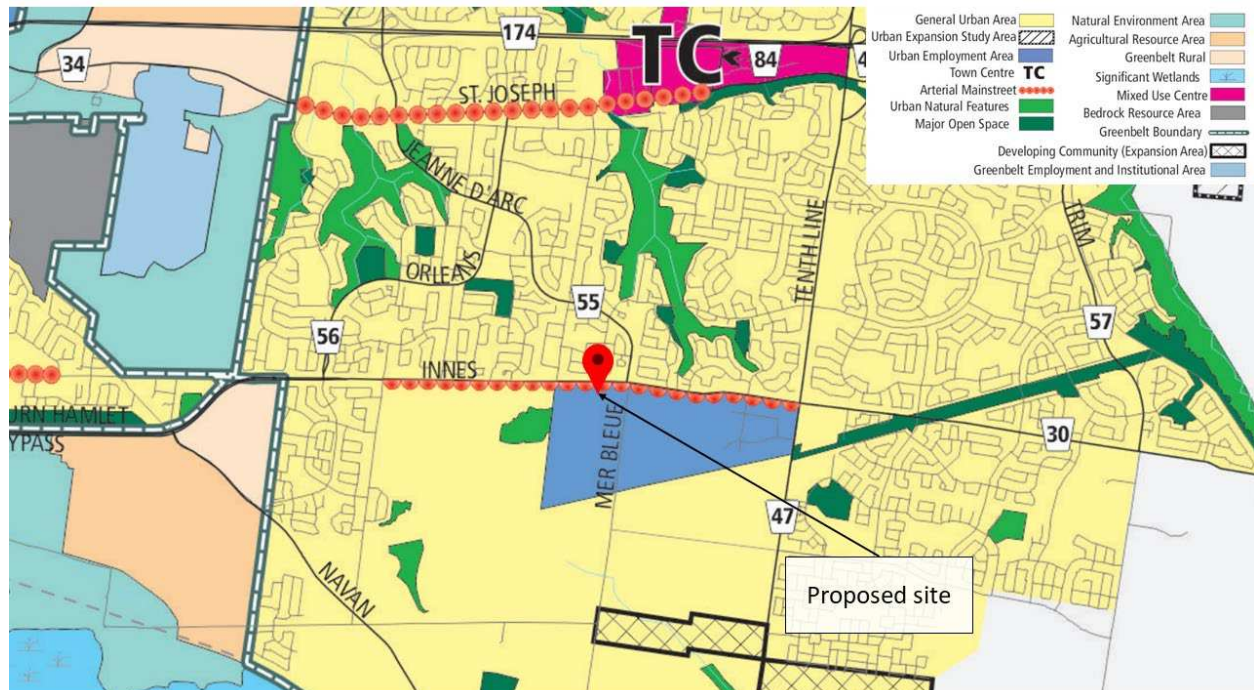 General Urban Area
Urban Expansion Study Area
Urban Employment Area
Town Centre TC
Arterial Mainstreet
Urban Natural Features
Major Open Space
Natural Environment Area
Agricultural Resource Area
Greenbelt Rural
Significant Wetlands
Mixed Use Centre
Bedrock Resource Area
Greenbelt Boundary
Developing Community (Expansion Area)
Greenbelt Employment and Institutional Area
174
34
TC
84
4
ST. JOSEPH
JEANNE D'ARC
ORLEANS
TENTH LINE
TRIM
55
56
57
INNES
URN HAMLET
YPASS
MER BLEUE
30
47
NAVAN
Proposed site